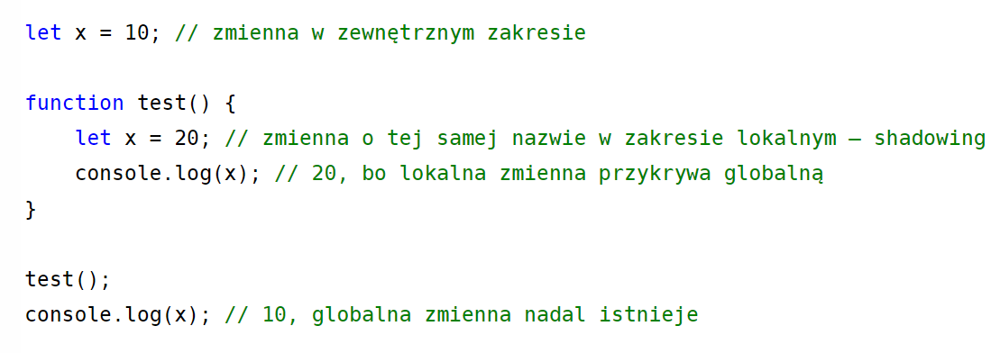 let x = 10; // zmienna w zewnętrznym zakresie
function test() {
let x = 20; // zmienna o tej samej nazwie w zakresie lokalnym – shadowing
console.log(x); // 20, bo lokalna zmienna przykrywa globalną
}
test();
console.log(x); // 10, globalna zmienna nadal istnieje